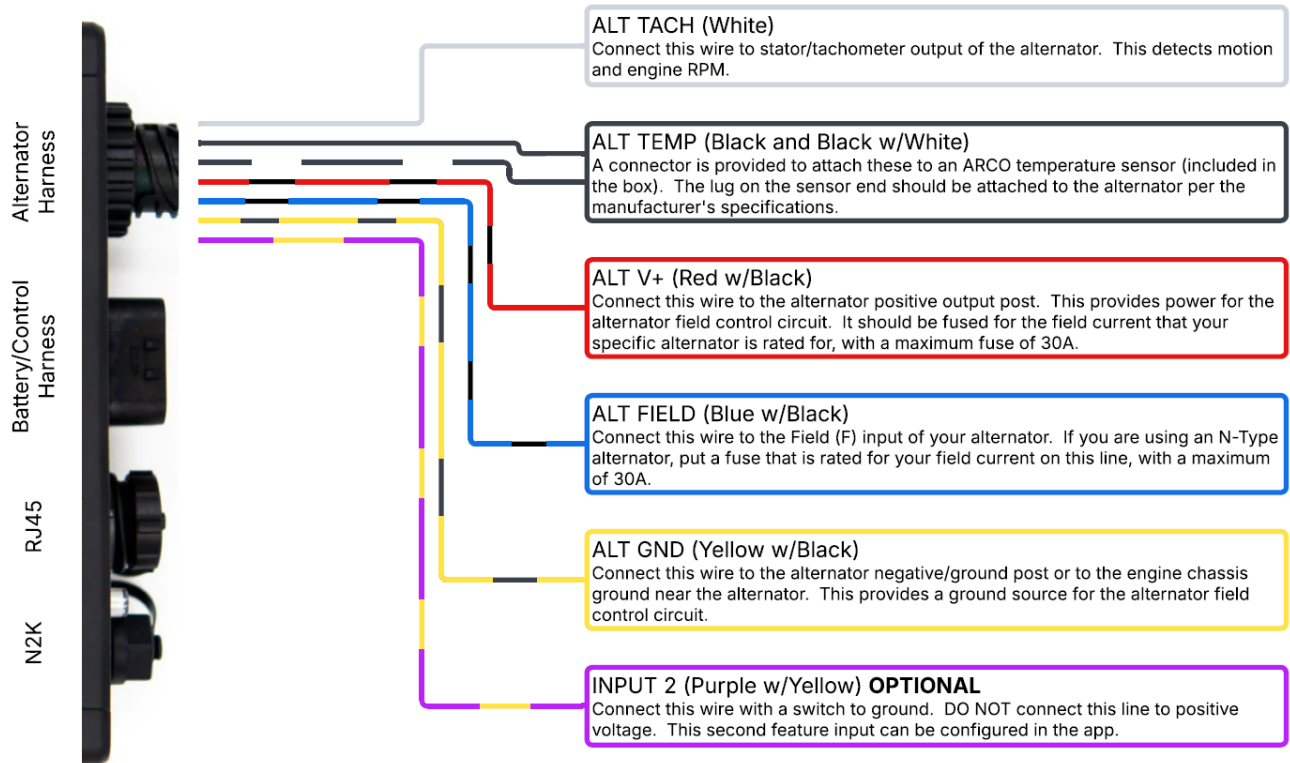 Alternator
Harness
Battery/Control
Harness
RJ45
N2K
ALT TACH (White)
Connect this wire to stator/tachometer output of the alternator.  This detects motion
and engine RPM.
ALT TEMP (Black and Black w/White)
A connector is provided to attach these to an ARCO temperature sensor (included in
the box).  The lug on the sensor end should be attached to the alternator per the
manufacturer's specifications.
ALT V+ (Red w/Black)
Connect this wire to the alternator positive output post.  This provides power for the
alternator field control circuit.  It should be fused for the field current that your
specific alternator is rated for, with a maximum fuse of 30A.
ALT FIELD (Blue w/Black)
Connect this wire to the Field (F) input of your alternator.  If you are using an N-Type
alternator, put a fuse that is rated for your field current on this line, with a maximum
of 30A.
ALT GND (Yellow w/Black)
Connect this wire to the alternator negative/ground post or to the engine chassis
ground near the alternator.  This provides a ground source for the alternator field
control circuit.
INPUT 2 (Purple w/Yellow) OPTIONAL
Connect this wire with a switch to ground.  DO NOT connect this line to positive
voltage.  This second feature input can be configured in the app.